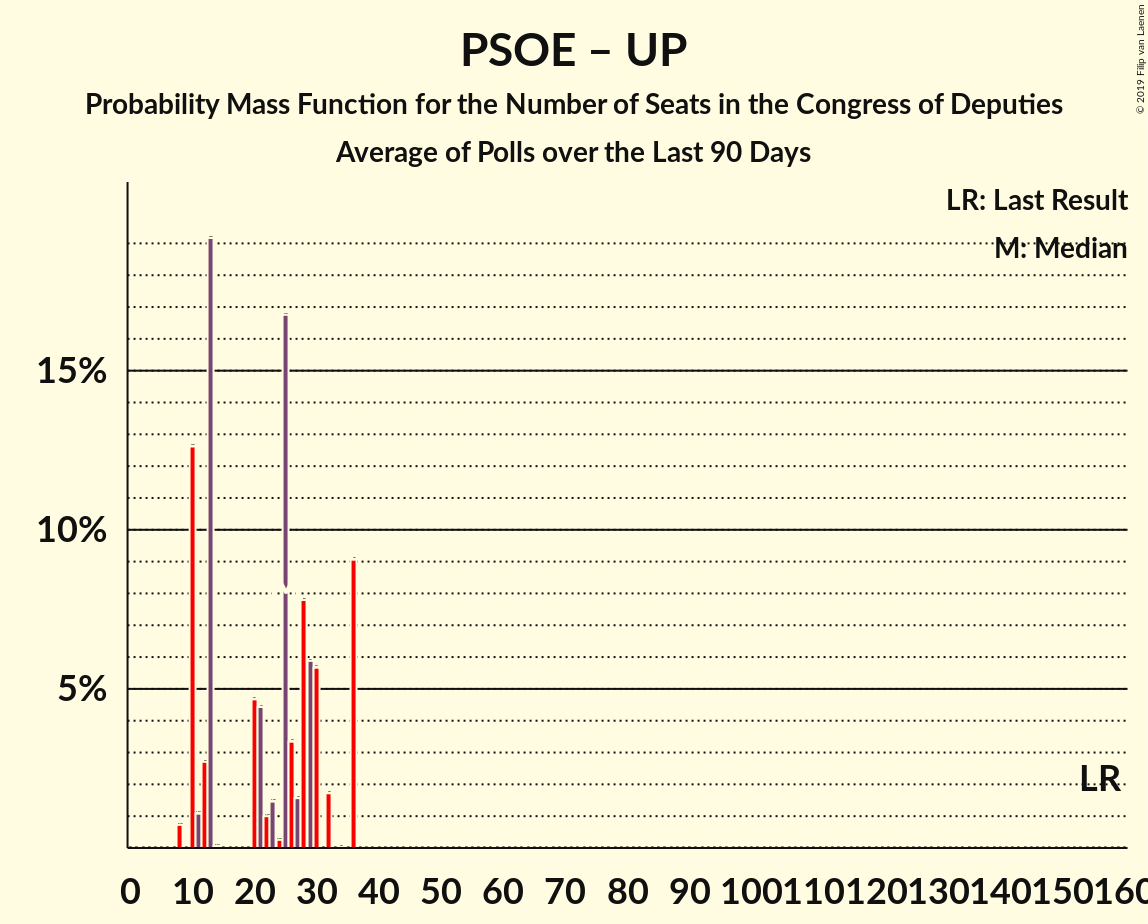 PSOE – UP
Probability Mass Function for the Number of Seats in the Congress of Deputies
Average of Polls over the Last 90 Days
© 2019 Filip van Laenen
LR: Last Result
M: Median
15%
10%
5%
LR
0 10 20 30 40 50 60 70 80 90 100 110 120 130 140 150 160